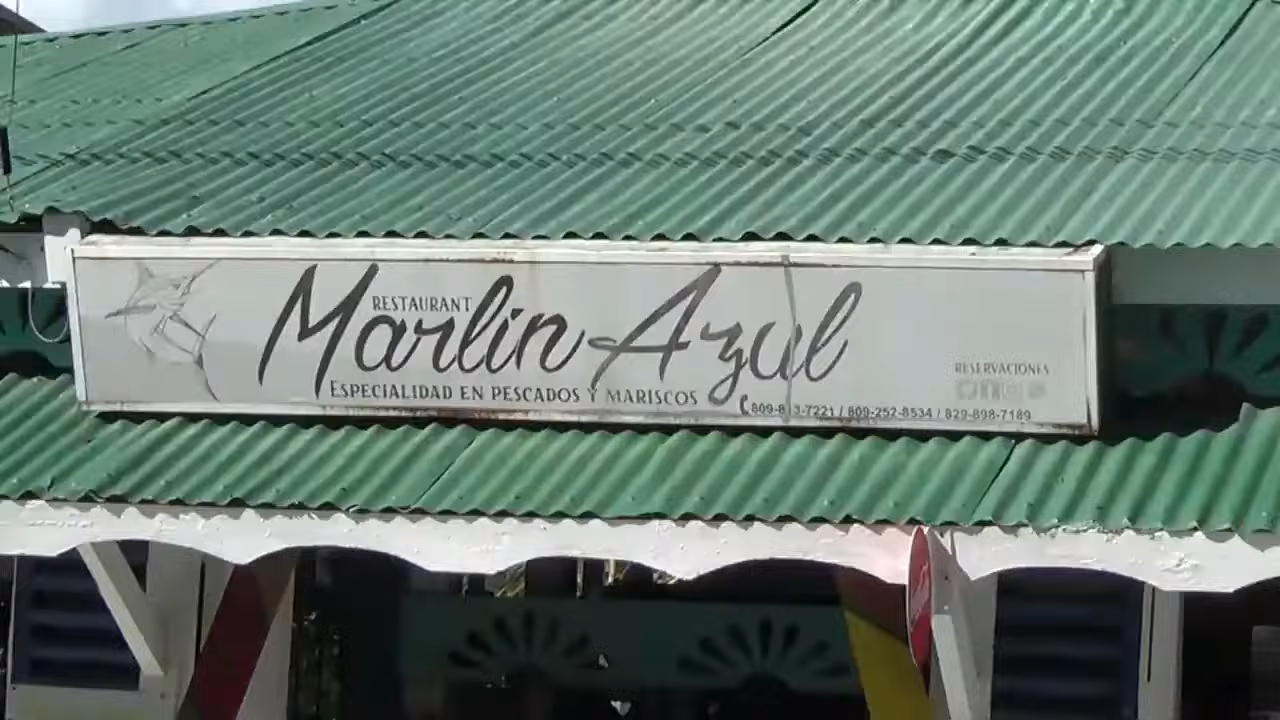 RESTAURANT
Marlin Azul
ESPECIALIDAD EN PESCADOS Y MARISCOS
RESERVACIONES
/ 809-252-8534 / 829-898-7189